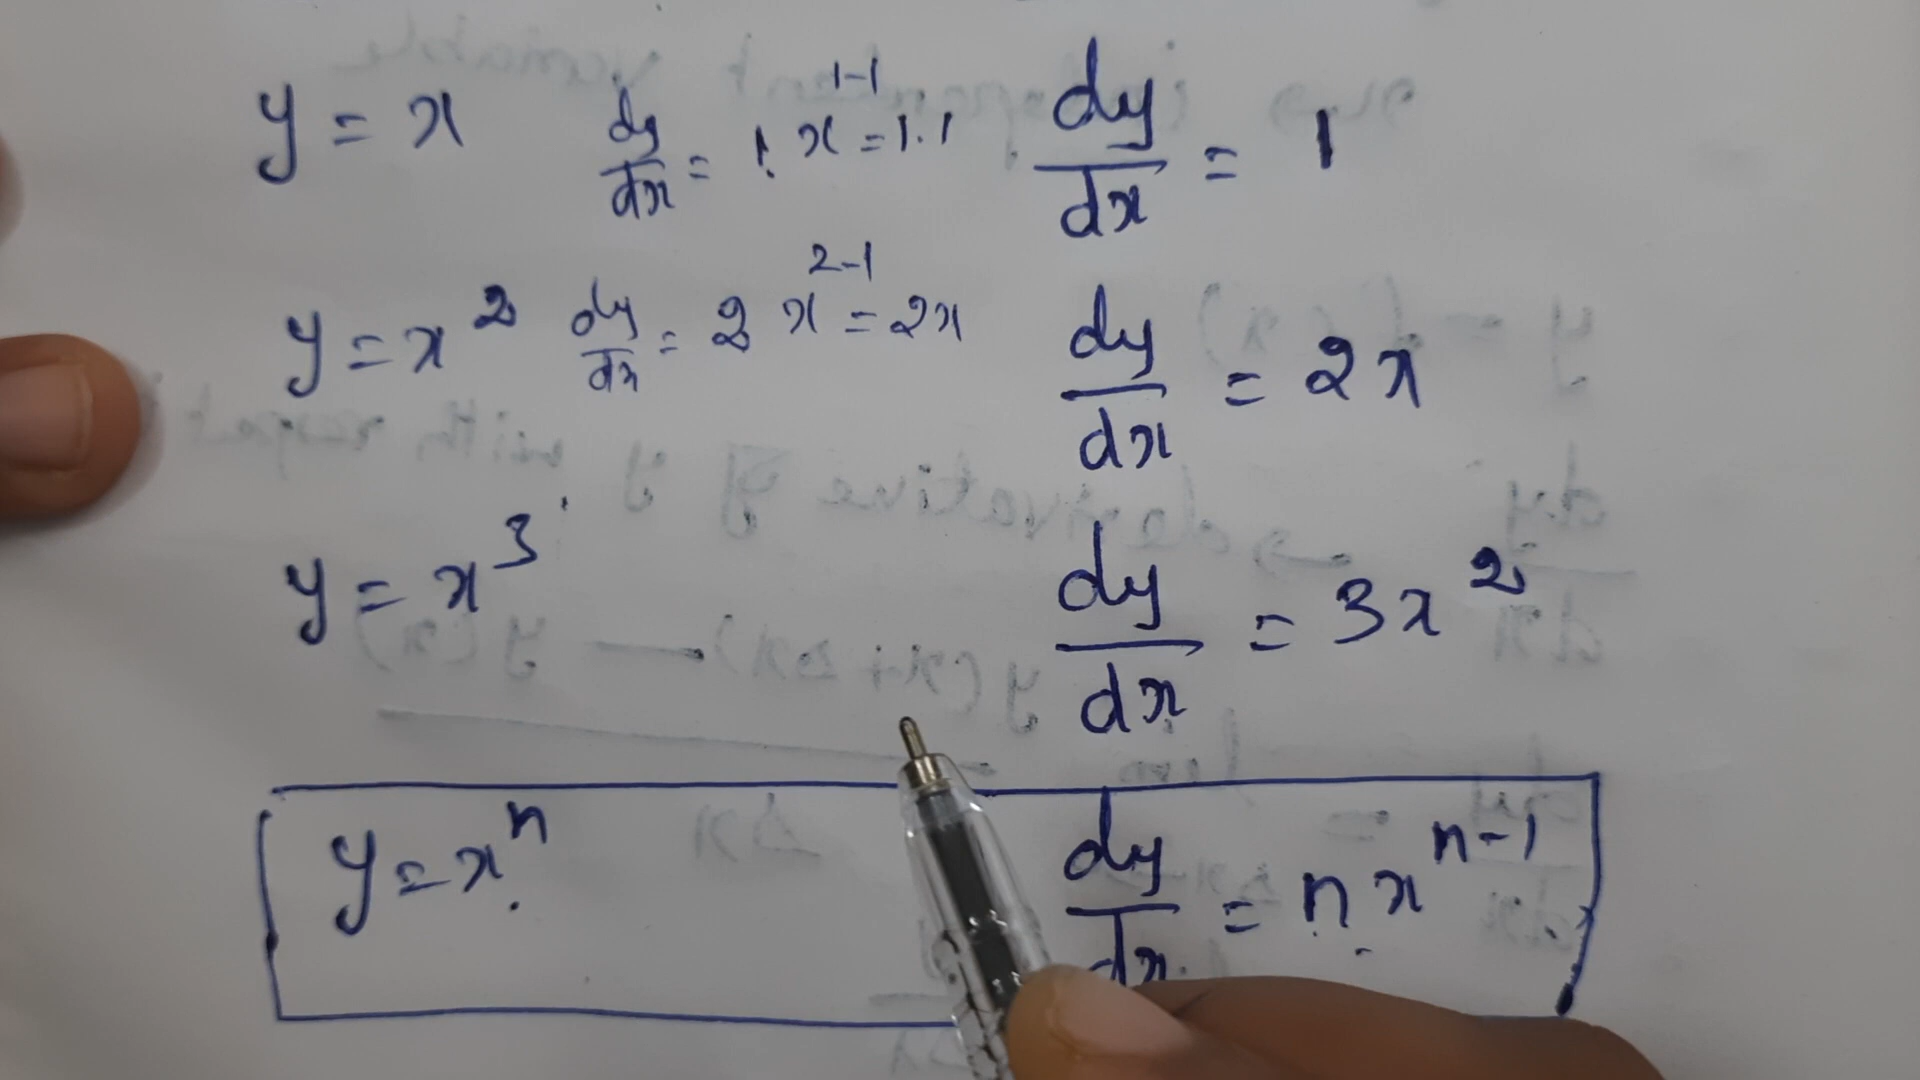 y = x dy/dx = 1. x^1-1 = 1.1 dy/dx = 1
y = x^2 dy/dx = 2 x^2-1 = 2x dy/dx = 2x
y = x^3 dy/dx = 3x^2
y = x^n dy/dx = n x^n-1